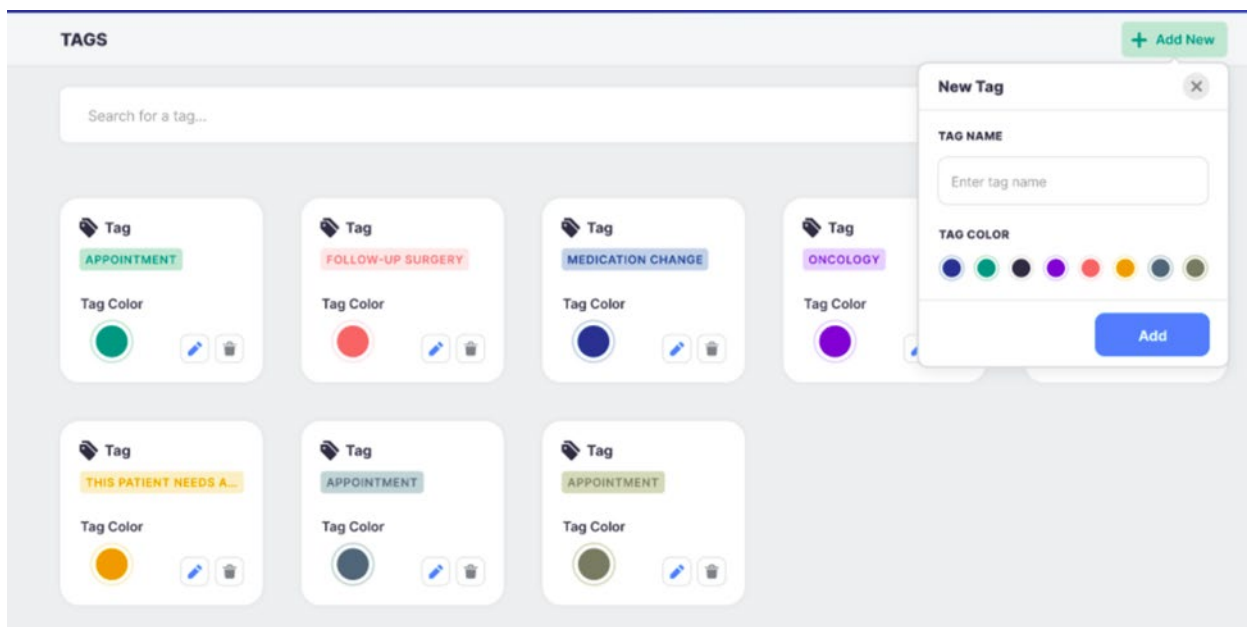 TAGS
Add New
Search for a tag...
New Tag
TAG NAME
Enter tag name
TAG COLOR
Add
Tag
APPOINTMENT
Tag Color
Tag
FOLLOW-UP SURGERY
Tag Color
Tag
MEDICATION CHANGE
Tag Color
Tag
ONCOLOGY
Tag Color
Tag
THIS PATIENT NEEDS A...
Tag Color
Tag
APPOINTMENT
Tag Color
Tag
APPOINTMENT
Tag Color